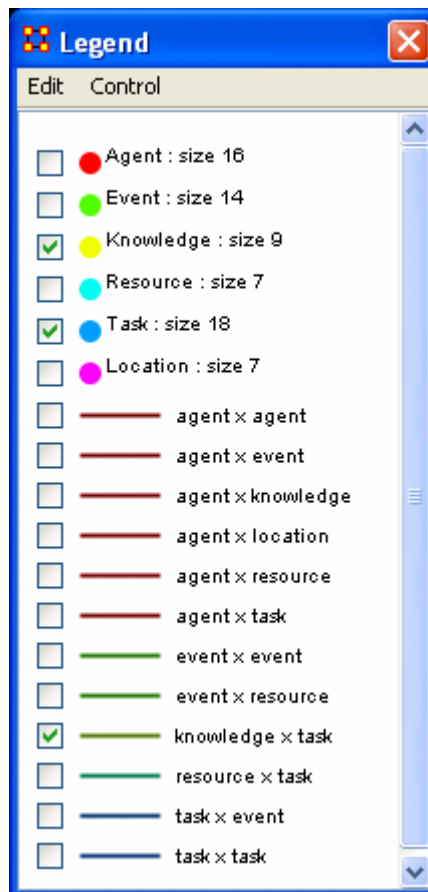 Legend
Edit Control
Agent : size 16
Event : size 14
Knowledge : size 9
Resource : size 7
Task : size 18
Location : size 7
agent x agent
agent x event
agent x knowledge
agent x location
agent x resource
agent x task
event x event
event x resource
knowledge x task
resource x task
task x event
task x task